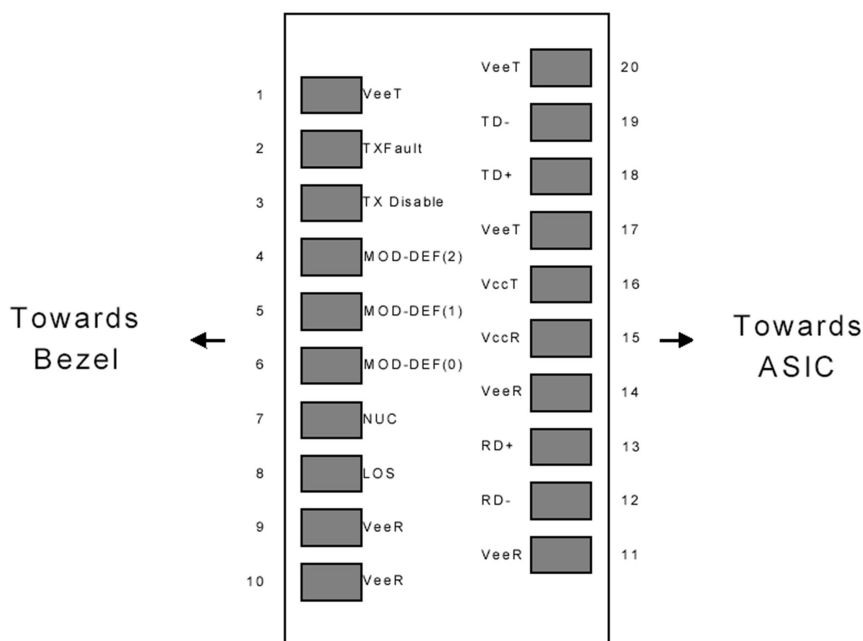 VeeT 20
1 VeeT
TD- 19
2 TXFault
TD+ 18
3 TX Disable
VeeT 17
4 MOD-DEF(2)
VccT 16
5 MOD-DEF(1)
Towards
Bezel
VccR 15
Towards
ASIC
6 MOD-DEF(0)
VeeR 14
7 NUC
RD+ 13
8 LOS
RD- 12
9 VeeR
VeeR 11
10 VeeR